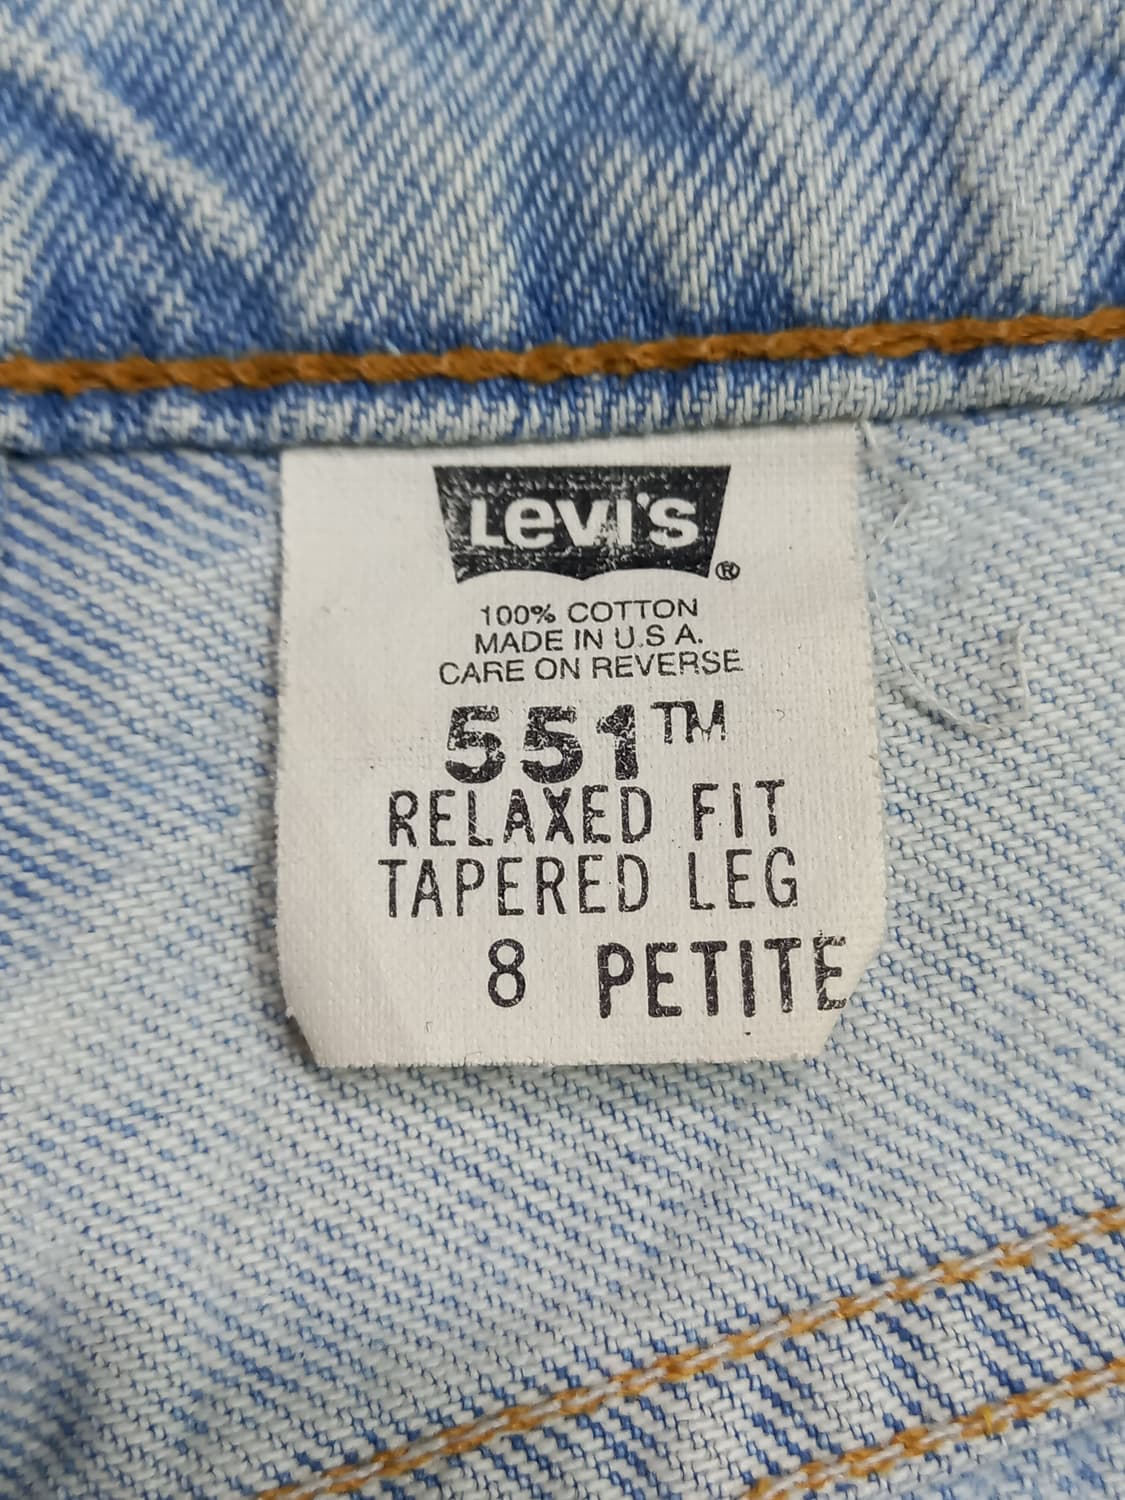 Levi's®
100% COTTON
MADE IN U.S A.
CARE ON REVERSE
551™
RELAXED FIT
TAPERED LEG
8 PETITE